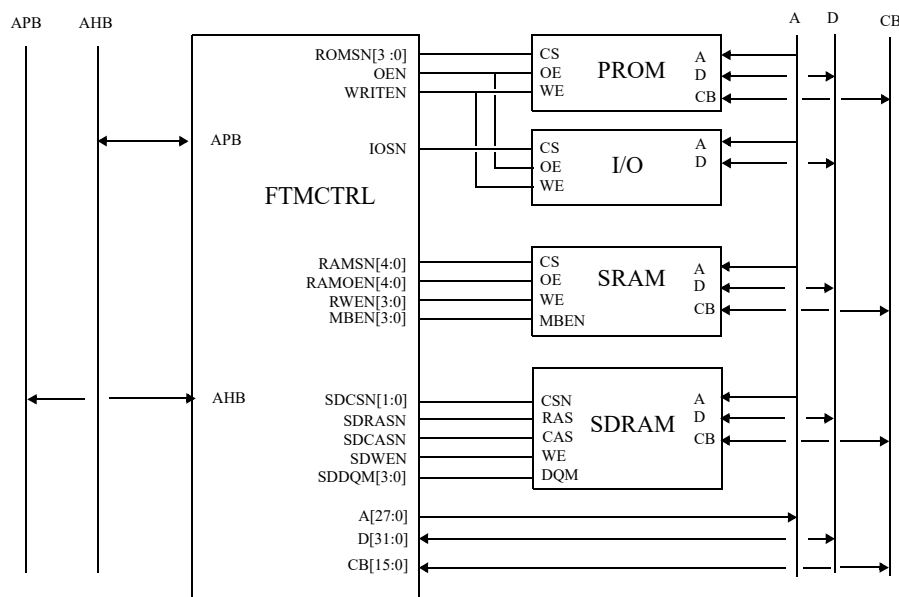 APB AHB A D CB
ROMSN[3 :0] CS A
OEN OE PROM D
WRITEN WE CB
APB IOSN CS A
OE I/O D
WE
FTMCTRL
RAMSN[4:0] CS A
RAMOEN[4:0] OE SRAM D
RWEN[3:0] WE CB
MBEN[3:0] MBEN
AHB SDCSN[1:0] CSN A
SDRASN RAS SDRAM D
SDCASN CAS CB
SDWEN WE
SDDQM[3:0] DQM
A[27:0]
D[31:0]
CB[15:0]